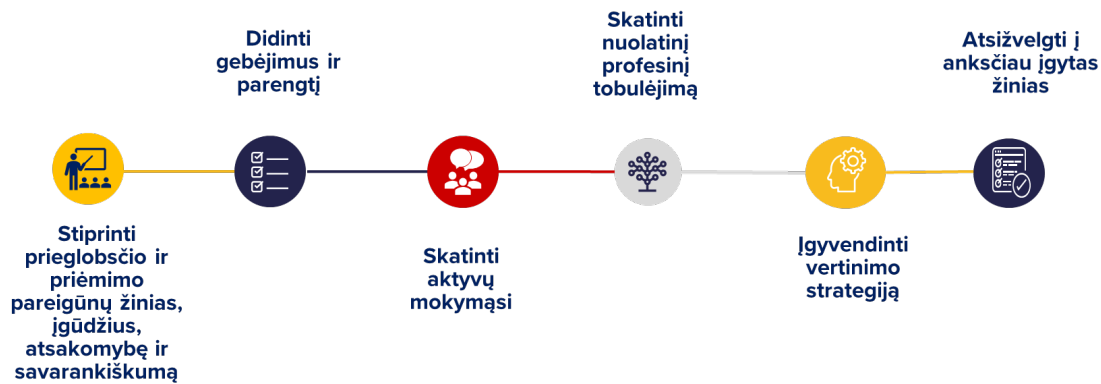 Stiprinti
prieglobsčio ir
priėmimo
pareigūnų žinias,
įgūdžius,
atsakomybę ir
savarankiškumą
Didinti
gebėjimus ir
parengtį
Skatinti
aktyvų
mokymąsi
Skatinti
nuolatinį
profesinį
tobulėjimą
Įgyvendinti
vertinimo
strategiją
Atsižvelgti į
anksčiau įgytas
žinias